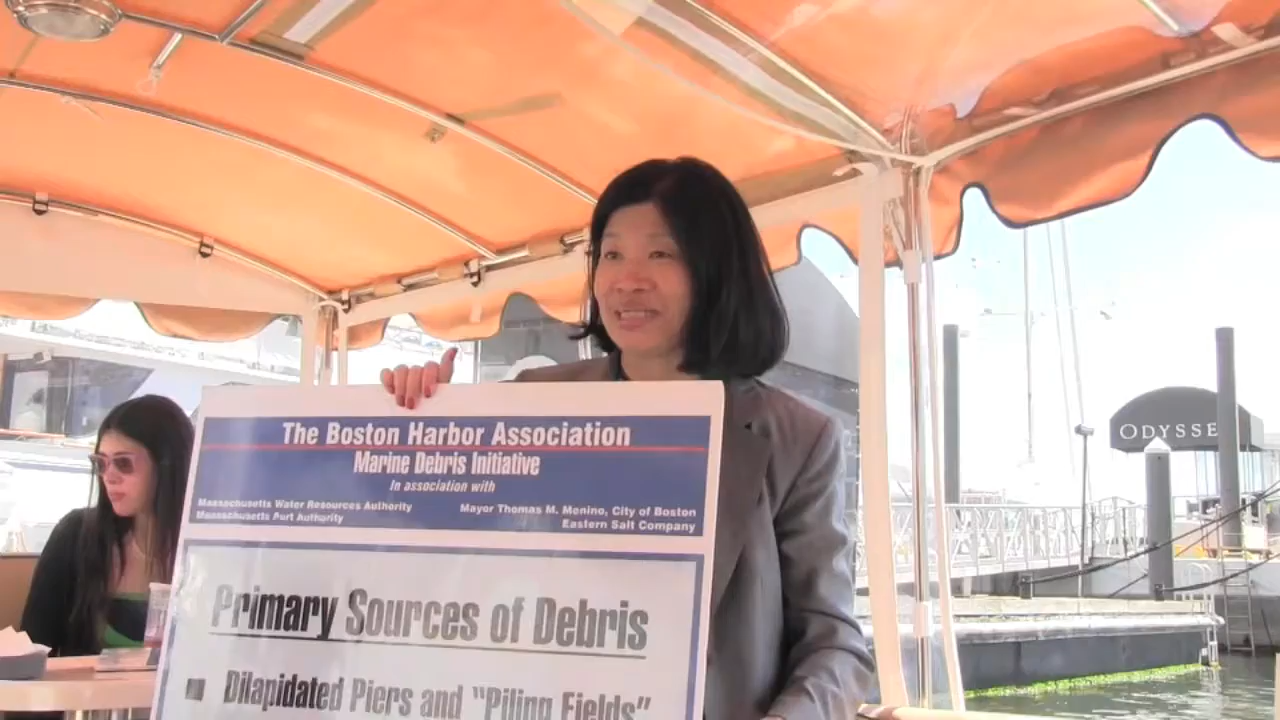 The Boston Harbor Association
Marine Debris Initiative
In association with
Massachusetts Water Resources Authority
Massachusetts Port Authority
Mayor Thomas M. Menino, City of Boston
Eastern Salt Company
Primary Sources of Debris
Dilapidated Piers and "Piling Fields"
ODYSSE